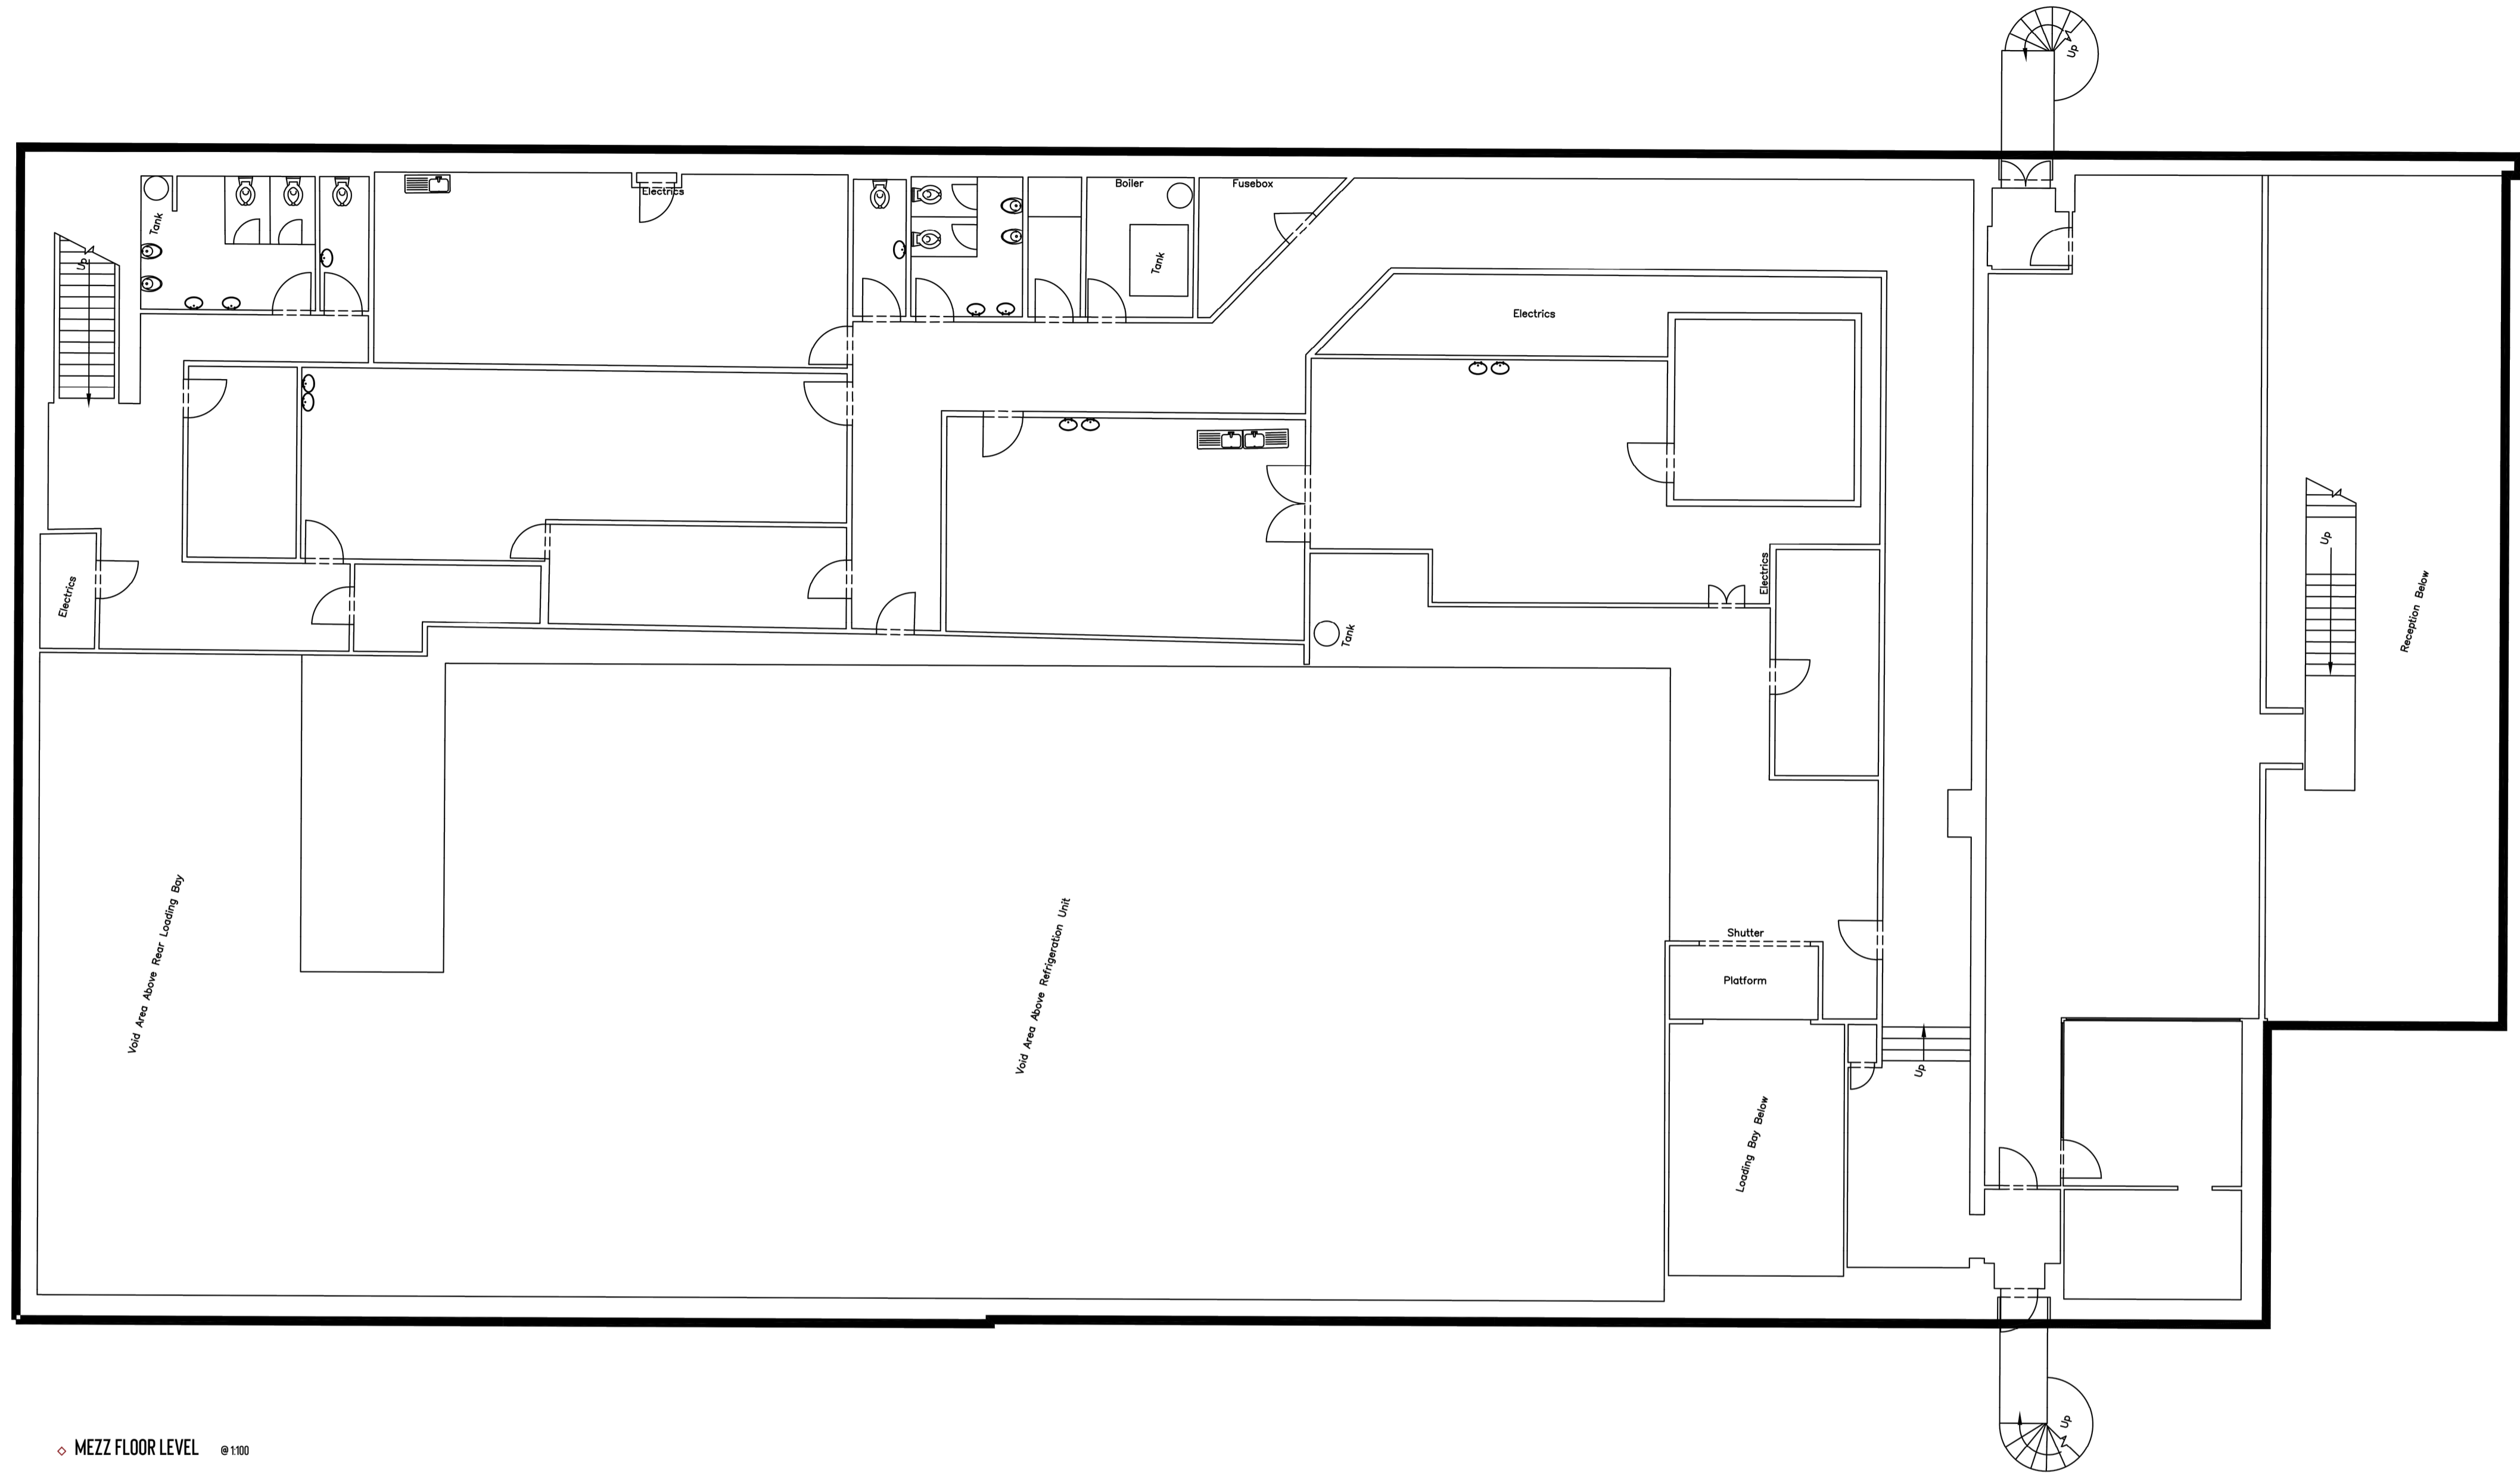 Up
Electrics
Boiler
Fusebox
Tank
Up
Tank
Electrics
Up
Electrics
Electrics
Tank
Reception Below
Void Area Above Rear Loading Bay
Void Area Above Refrigeration Unit
Shutter
Platform
Up
Loading Bay Below
Up
MEZZ FLOOR LEVEL @ 1:100